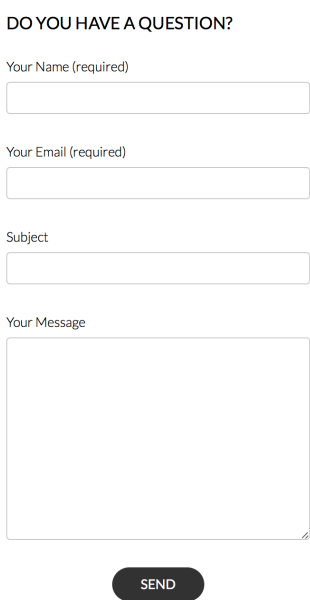 DO YOU HAVE A QUESTION?
Your Name (required)
Your Email (required)
Subject
Your Message
SEND